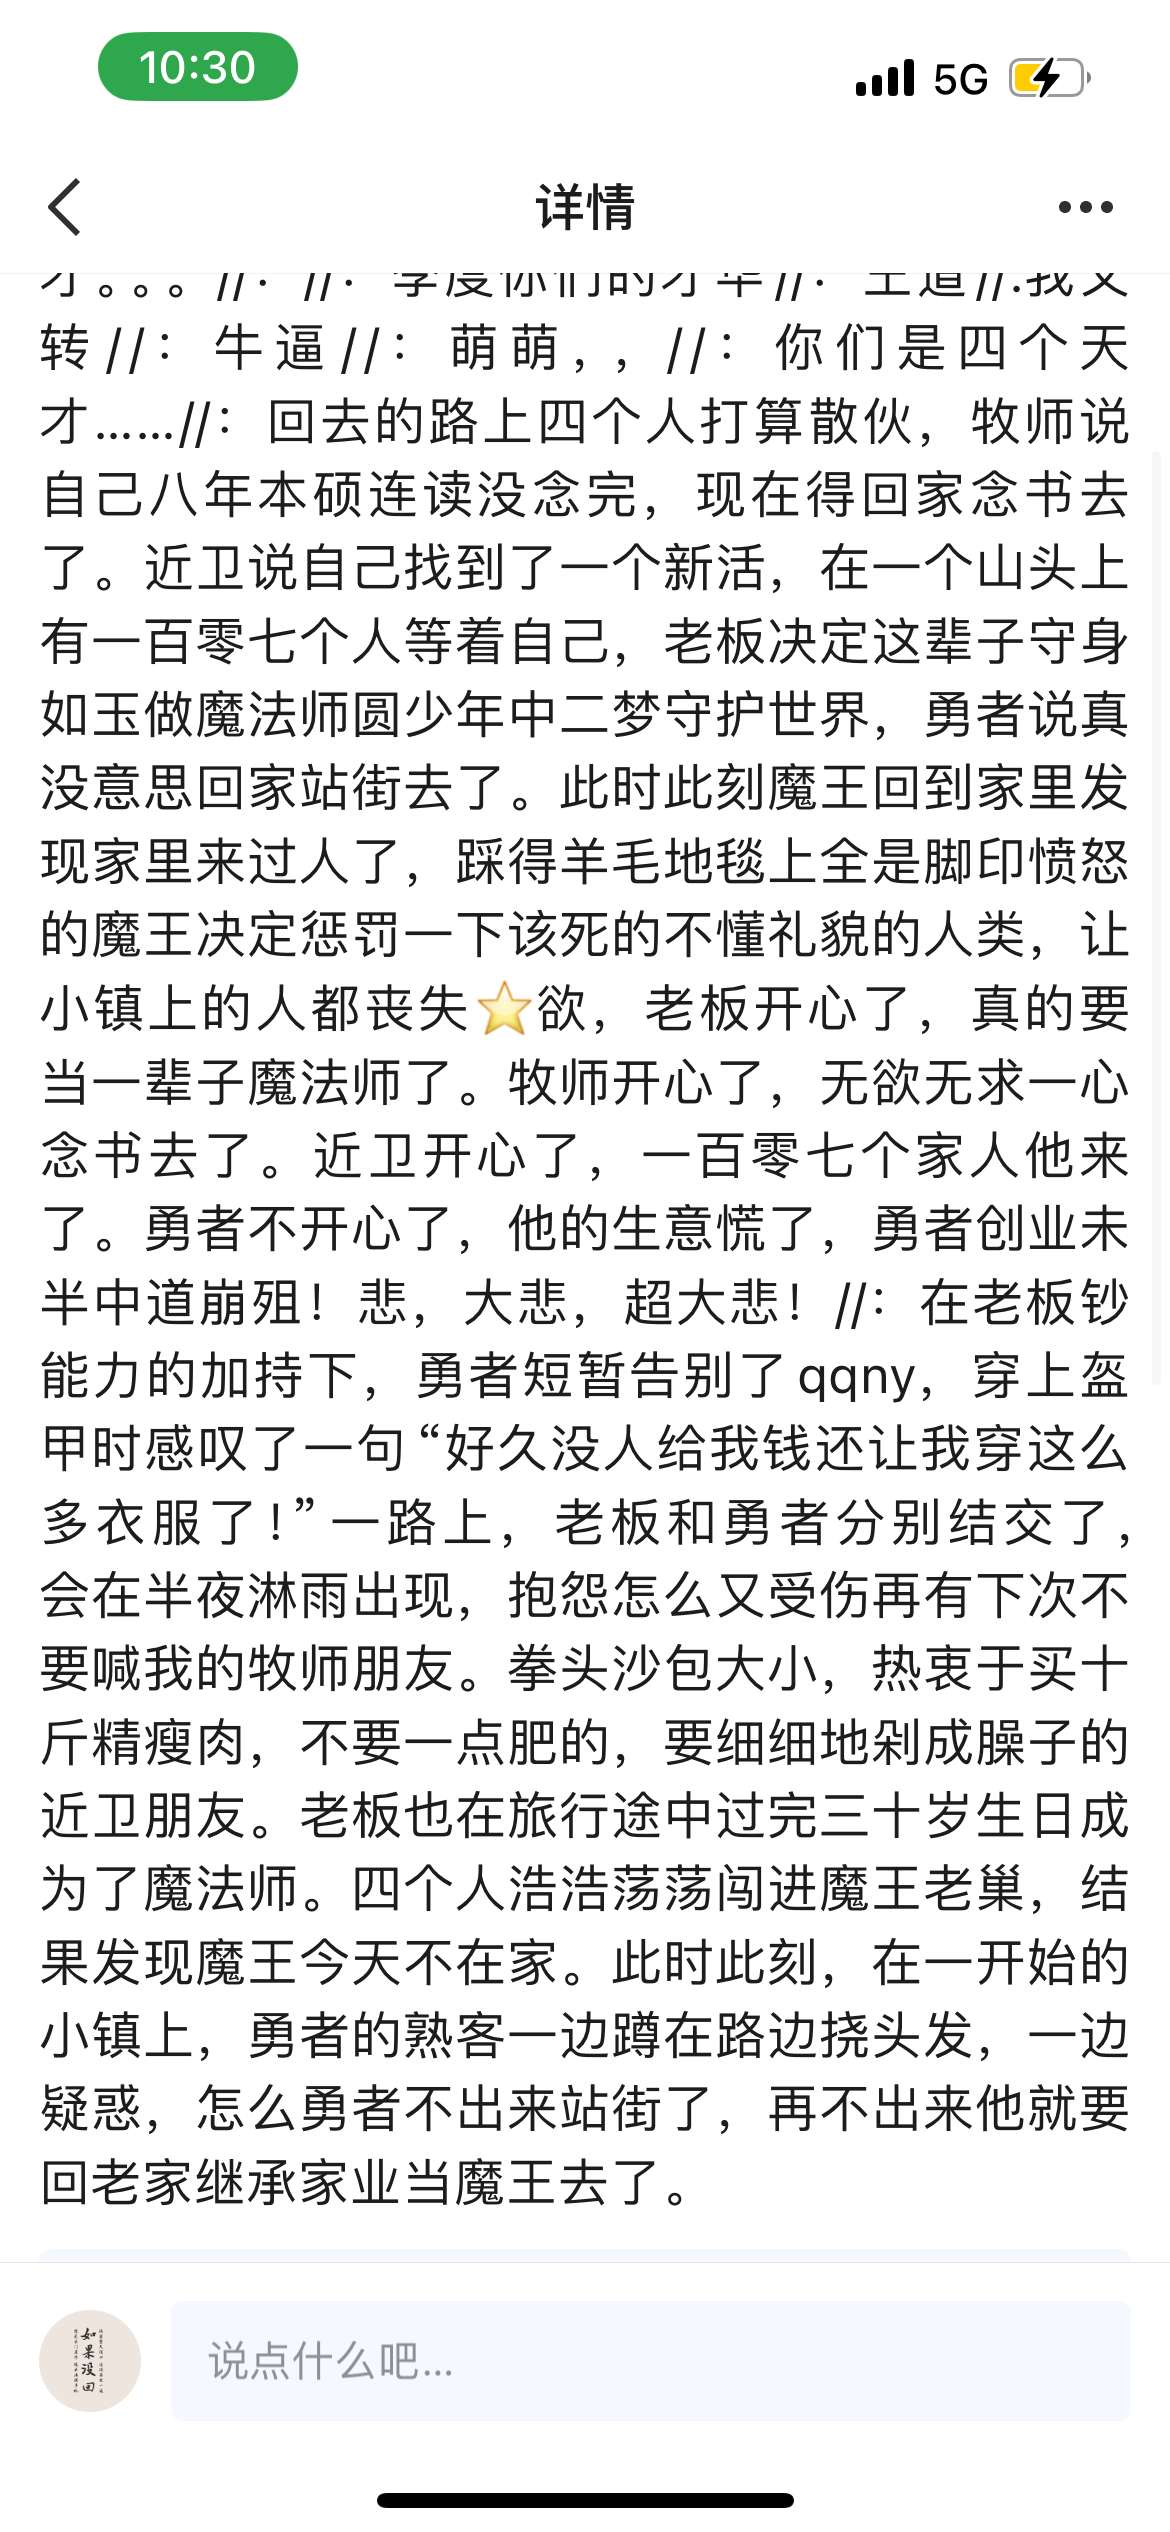 10:30
5G
详情
才。。。//： //： 季度你们的才华//： 王道//:我又
转//： 牛逼//： 萌萌，，//： 你们是四个天
才……//：回去的路上四个人打算散伙，牧师说
自己八年本硕连读没念完，现在得回家念书去
了。近卫说自己找到了一个新活，在一个山头上
有一百零七个人等着自己，老板决定这辈子守身
如玉做魔法师圆少年中二梦守护世界，勇者说真
没意思回家站街去了。此时此刻魔王回到家里发
现家里来过人了，踩得羊毛地毯上全是脚印愤怒
的魔王决定惩罚一下该死的不懂礼貌的人类，让
小镇上的人都丧失⭐欲，老板开心了，真的要
当一辈子魔法师了。牧师开心了，无欲无求一心
念书去了。近卫开心了，一百零七个家人他来
了。勇者不开心了，他的生意慌了，勇者创业未
半中道崩殂！悲，大悲，超大悲！//：在老板钞
能力的加持下，勇者短暂告别了qqny，穿上盔
甲时感叹了一句“好久没人给我钱还让我穿这么
多衣服了！”一路上，老板和勇者分别结交了，
会在半夜淋雨出现，抱怨怎么又受伤再有下次不
要喊我的牧师朋友。拳头沙包大小，热衷于买十
斤精瘦肉，不要一点肥的，要细细地剁成臊子的
近卫朋友。老板也在旅行途中过完三十岁生日成
为了魔法师。四个人浩浩荡荡闯进魔王老巢，结
果发现魔王今天不在家。此时此刻，在一开始的
小镇上，勇者的熟客一边蹲在路边挠头发，一边
疑惑，怎么勇者不出来站街了，再不出来他就要
回老家继承家业当魔王去了。
如果没回
说点什么吧...